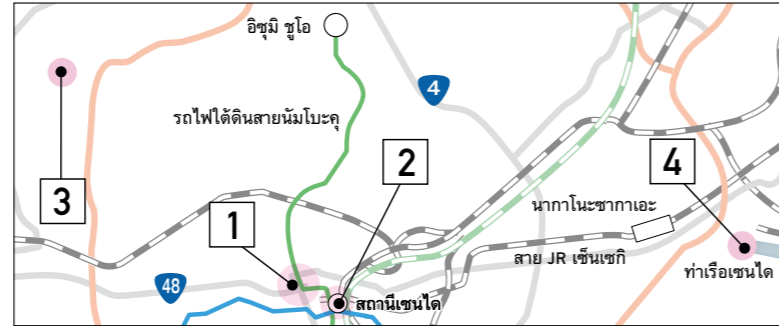 อิซุมิ ชูโอ
4
รถไฟใต้ดินสายนัมโบะคุ
2
4
3
นากาโนะซากาเอะ
1
สาย JR เซ็นเซกิ
ท่าเรือเซนได
48
สถานีเซนได